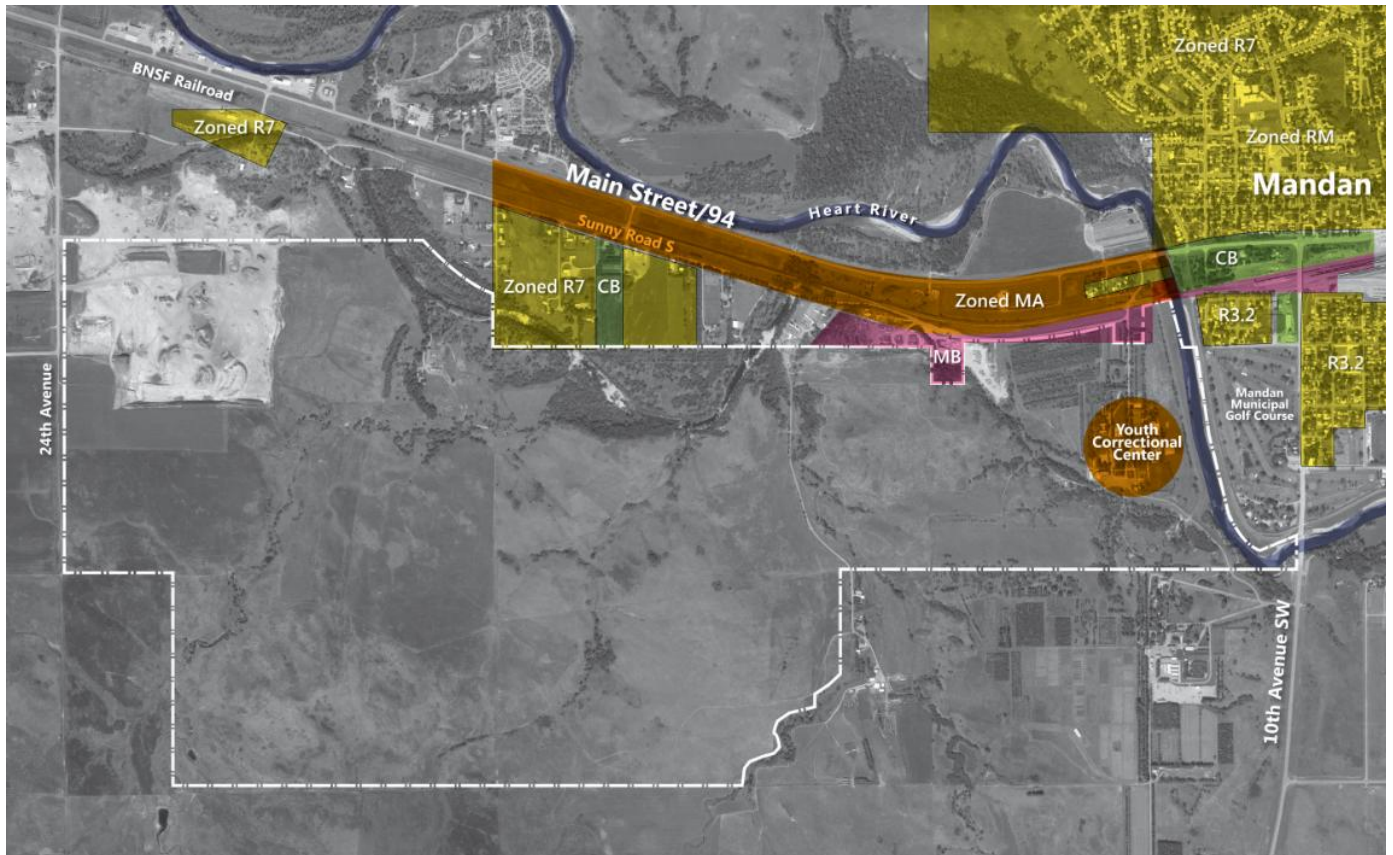 Zoned R7
BNSF Railroad
Zoned R7
Zoned RM
Mandan
Main Street/94
Heart River
Sunny Road S
Zoned R7
CB
Zoned MA
CB
MB
R3.2
R3.2
Mandan
Municipal
Golf Course
Youth
Correctional
Center
24th Avenue
10th Avenue SW